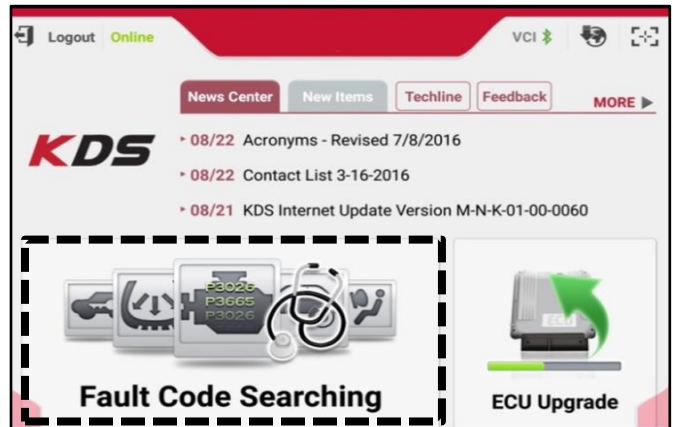 Logout Online VCI
News Center New Items Techline Feedback MORE ▶
KDS
‣ 08/22 Acronyms - Revised 7/8/2016
‣ 08/22 Contact List 3-16-2016
‣ 08/21 KDS Internet Update Version M-N-K-01-00-0060
P3026
P3665
P3026
ECU
Fault Code Searching
ECU Upgrade